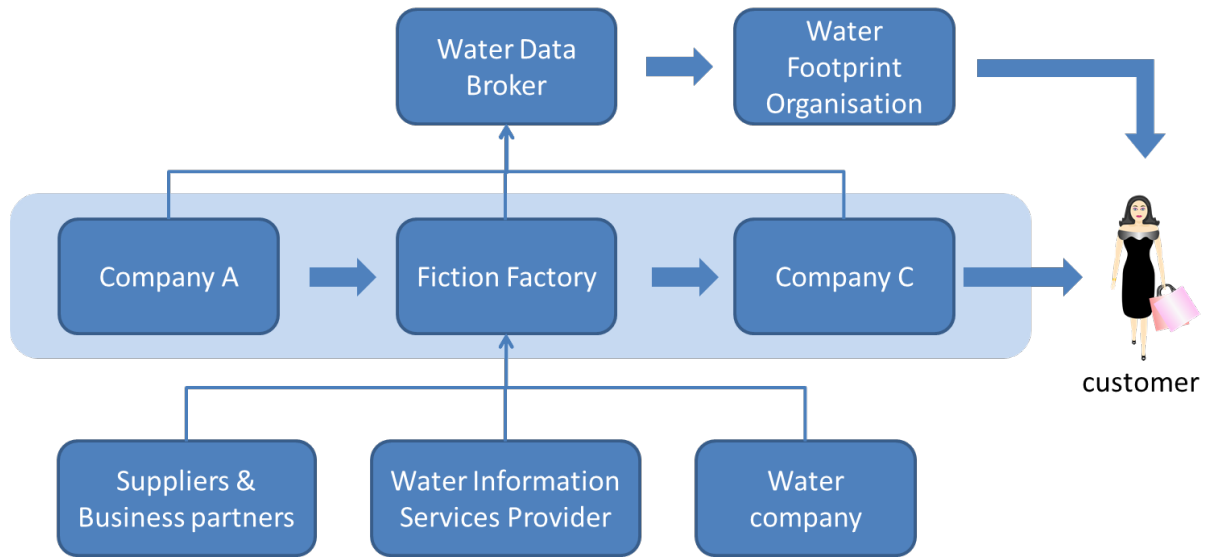 Water Data
Broker
Water
Footprint
Organisation
Company A
Fiction Factory
Company C
customer
Suppliers &
Business partners
Water Information
Services Provider
Water
company